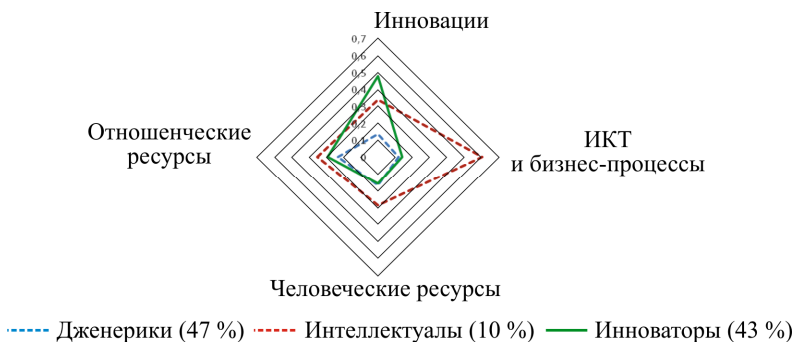 Инновации
0,7
0,6
0,5
0,4
0,3
0,2
0,1
0
Отношенческие
ресурсы
ИКТ
и бизнес-процессы
Человеческие ресурсы
Дженерики (47 %) Интеллектуалы (10 %) Инноваторы (43 %)